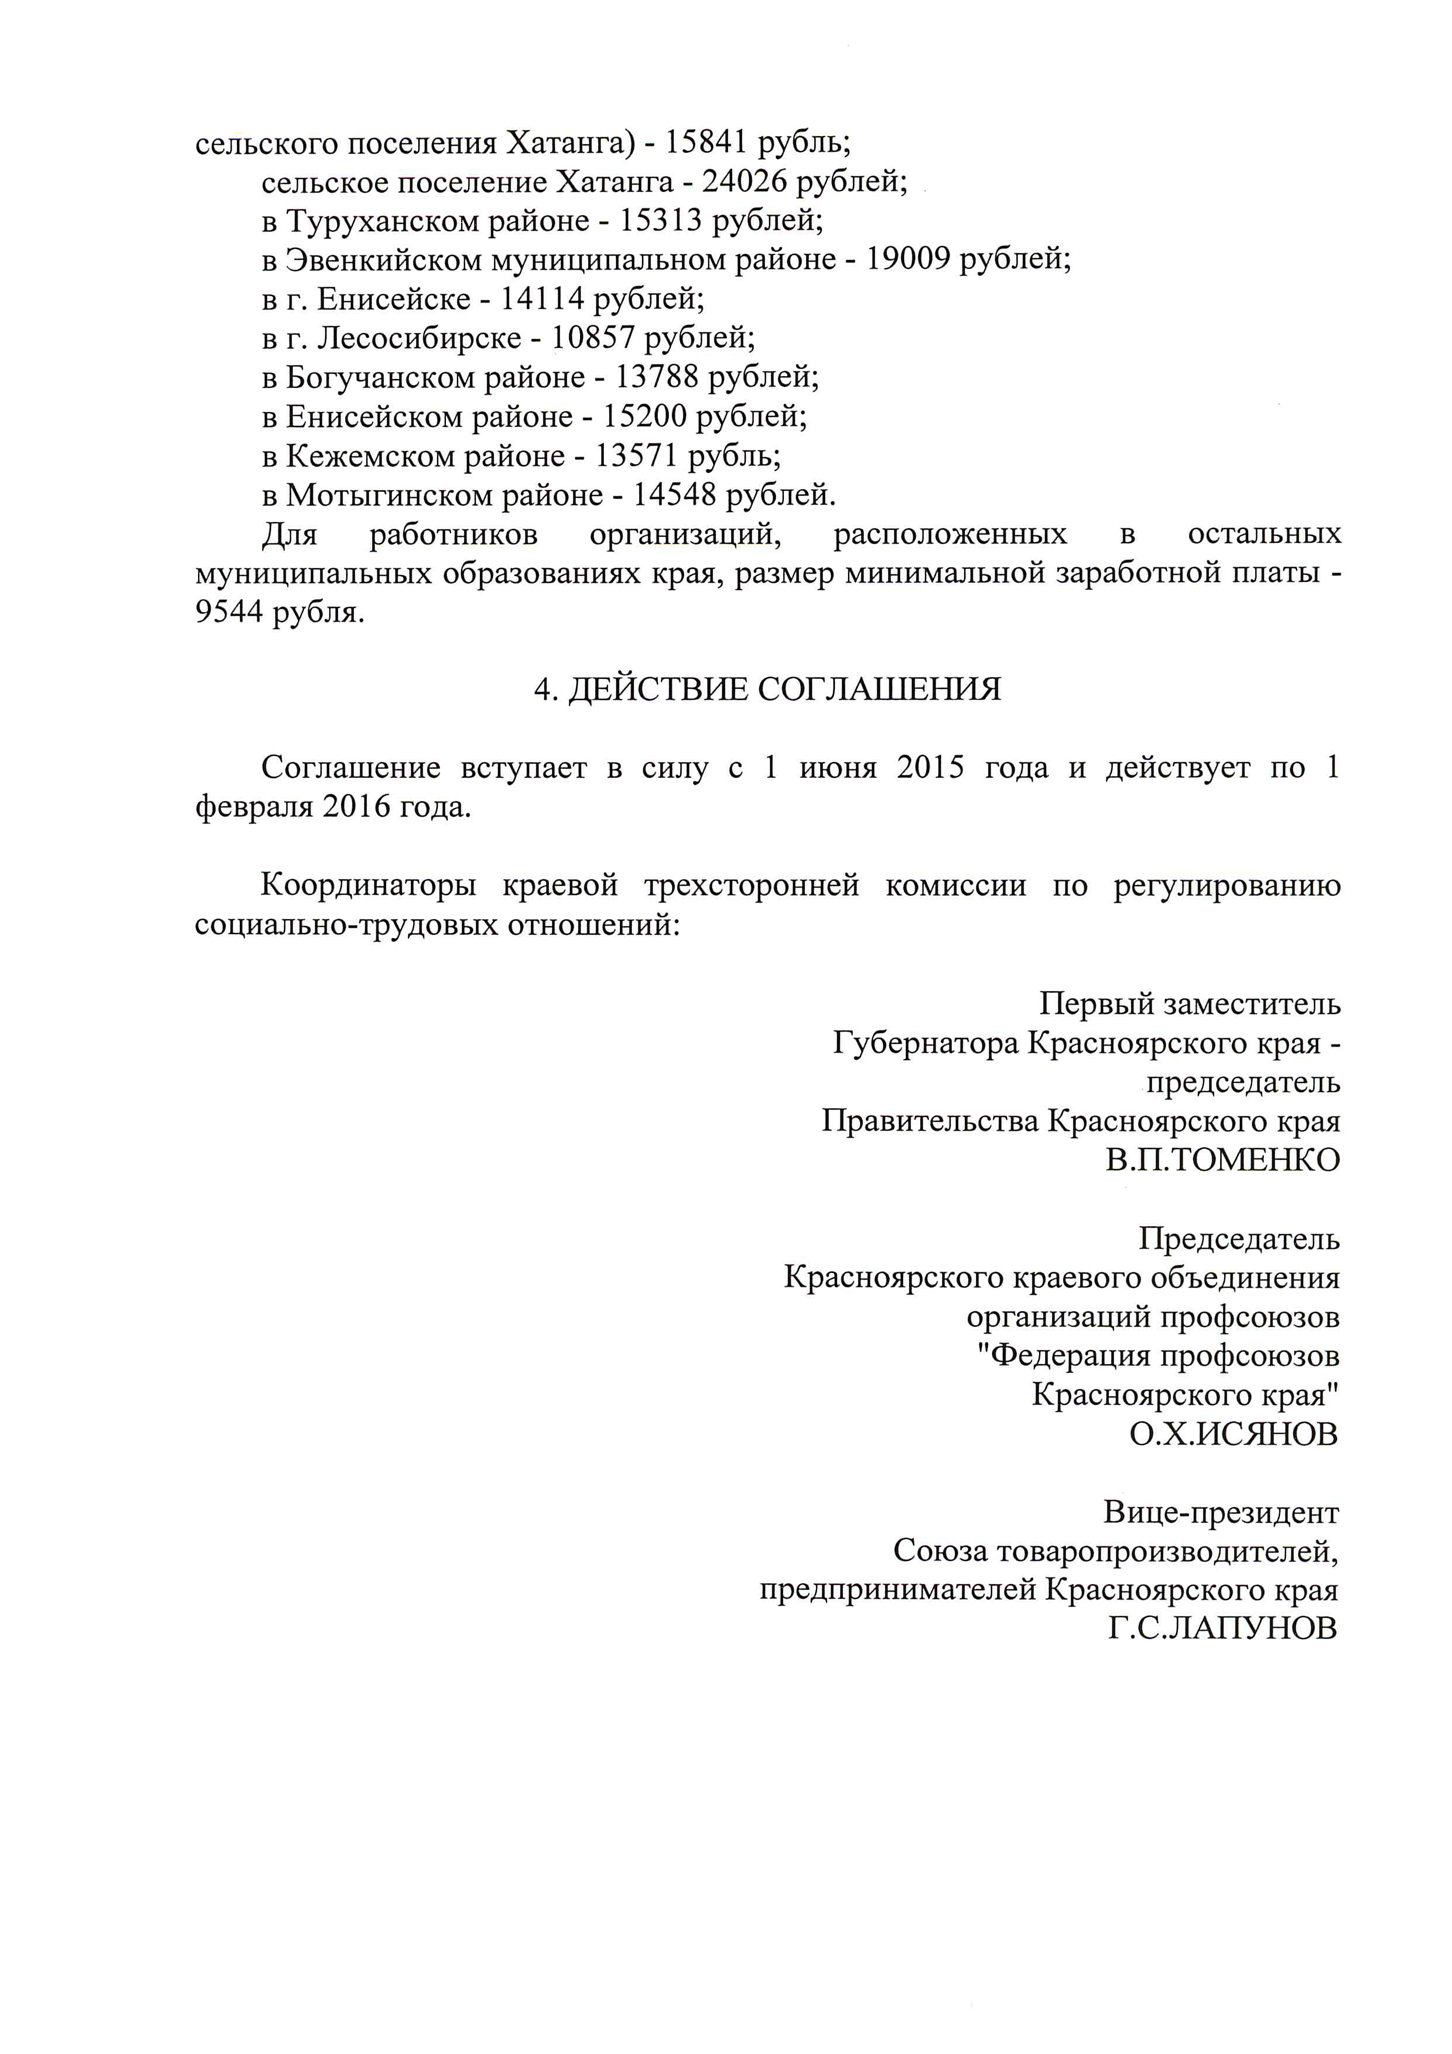 сельского поселения Хатанга) - 15841 рубль;
сельское поселение Хатанга - 24026 рублей;
в Туруханском районе - 15313 рублей;
в Эвенкийском муниципальном районе - 19009 рублей;
в г. Енисейске - 14114 рублей;
в г. Лесосибирске - 10857 рублей;
в Богучанском районе - 13788 рублей;
в Енисейском районе - 15200 рублей;
в Кежемском районе - 13571 рубль;
в Мотыгинском районе - 14548 рублей.
Для работников организаций, расположенных в остальных
муниципальных образованиях края, размер минимальной заработной платы -
9544 рубля.
4. ДЕЙСТВИЕ СОГЛАШЕНИЯ
Соглашение вступает в силу с 1 июня 2015 года и действует по 1
февраля 2016 года.
Координаторы краевой трехсторонней комиссии по регулированию
социально-трудовых отношений:
Первый заместитель
Губернатора Красноярского края -
председатель
Правительства Красноярского края
В.П.ТОМЕНКО
Председатель
Красноярского краевого объединения
организаций профсоюзов
"Федерация профсоюзов
Красноярского края"
О.Х.ИСЯНОВ
Вице-президент
Союза товаропроизводителей,
предпринимателей Красноярского края
Г.С.ЛАПУНОВ